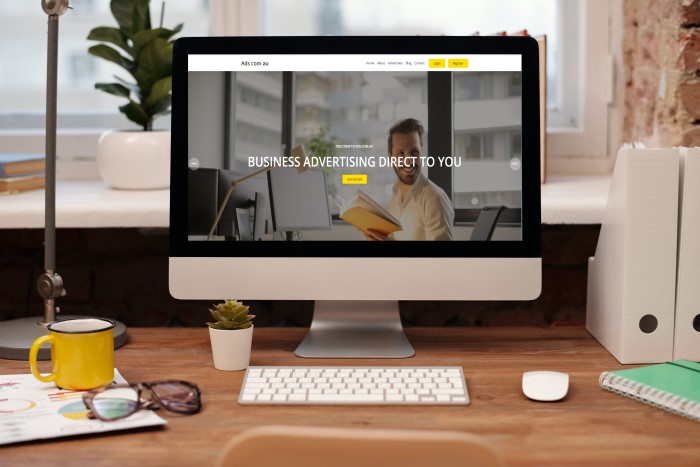 Ads.com.au
Home About Advertisers Blog Contact Login Register
WELCOME TO ADS.COM.AU
BUSINESS ADVERTISING DIRECT TO YOU
Get Started